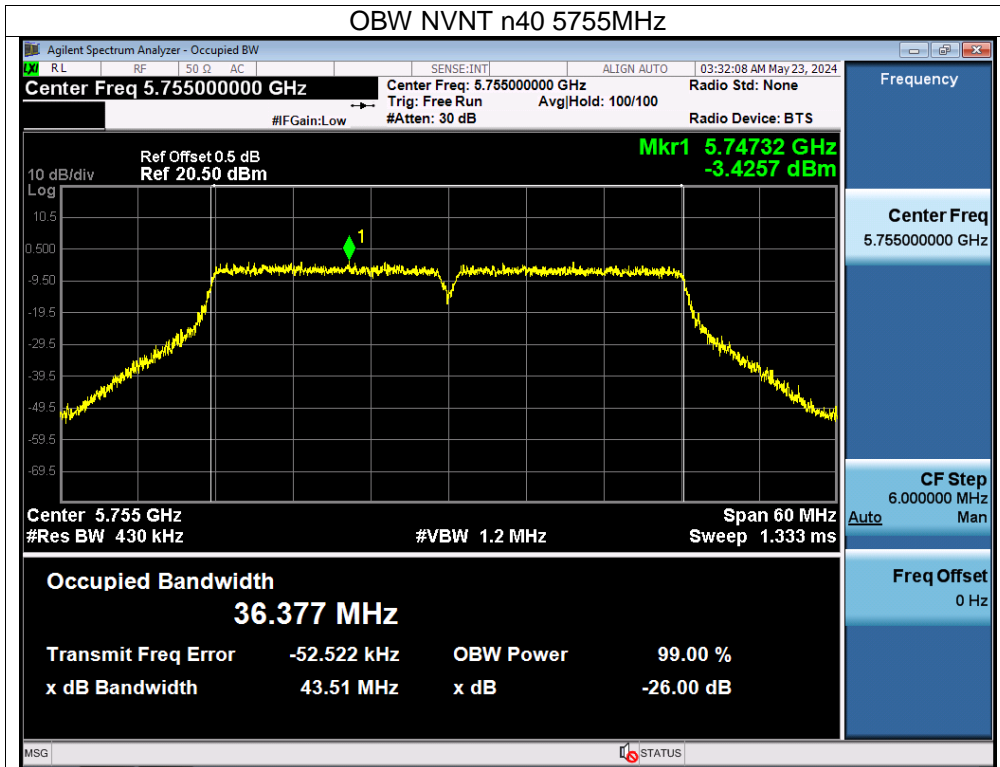 OBW NVNT n40 5755MHz
Agilent Spectrum Analyzer - Occupied BW
LXI RL RF 50 Ω AC SENSE:INT ALIGN AUTO 03:32:08 AM May 23, 2024
Center Freq 5.755000000 GHz
Center Freq: 5.755000000 GHz
Radio Std: None
Trig: Free Run Avg|Hold: 100/100
#IFGain:Low
#Atten: 30 dB
Radio Device: BTS
Ref Offset 0.5 dB
10 dB/div Ref 20.50 dBm
Mkr1 5.74732 GHz
-3.4257 dBm
Log
10.5
0.500
-9.50
-19.5
-29.5
-39.5
-49.5
-59.5
-69.5
1
Center 5.755 GHz
Span 60 MHz
#Res BW 430 kHz
#VBW 1.2 MHz
Sweep 1.333 ms
Occupied Bandwidth
36.377 MHz
Transmit Freq Error -52.522 kHz OBW Power 99.00 %
x dB Bandwidth 43.51 MHz x dB -26.00 dB
Frequency
Center Freq
5.755000000 GHz
CF Step
6.000000 MHz
Auto Man
Freq Offset
0 Hz
MSG STATUS